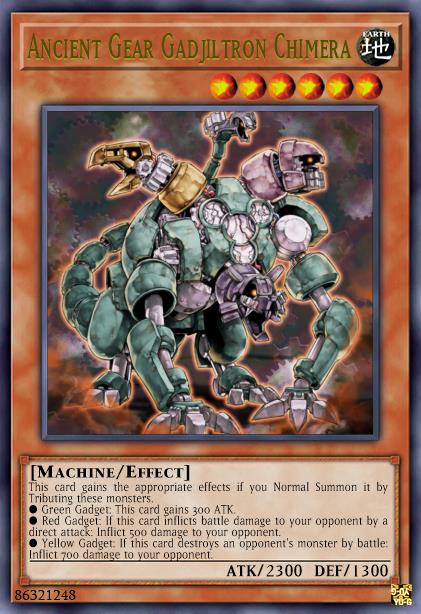 Ancient Gear Gadjiltron Chimera
EARTH
地
[Machine/Effect]
This card gains the appropriate effects if you Normal Summon it by
Tributing these monsters.
● Green Gadget: This card gains 300 ATK.
● Red Gadget: If this card inflicts battle damage to your opponent by a
direct attack: Inflict 500 damage to your opponent.
● Yellow Gadget: If this card destroys an opponent's monster by battle:
Inflict 700 damage to your opponent.
ATK/2300 DEF/1300
86321248